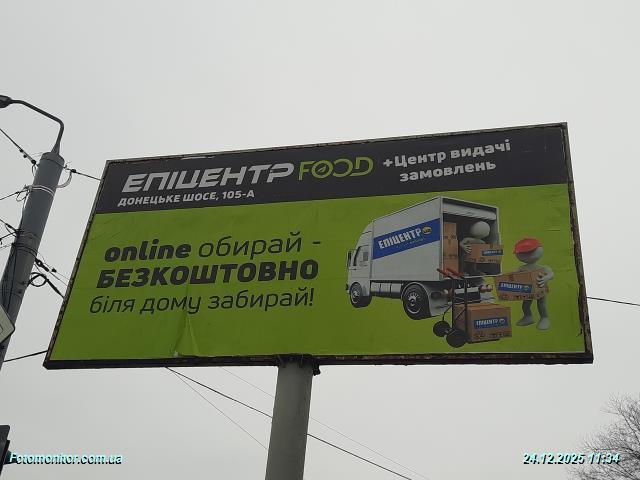 ЕПІЦЕНТР FOOD
+Центр видачі
замовлень
ДОНЕЦЬКЕ ШОСЕ, 105-А
online обирай -
БЕЗКОШТОВНО
біля дому забирай!
ЕПІЦЕНТР
ЕПІЦЕНТР
ЕПІЦЕНТР
Fotomonitor.com.ua
24.12.2025 11:34